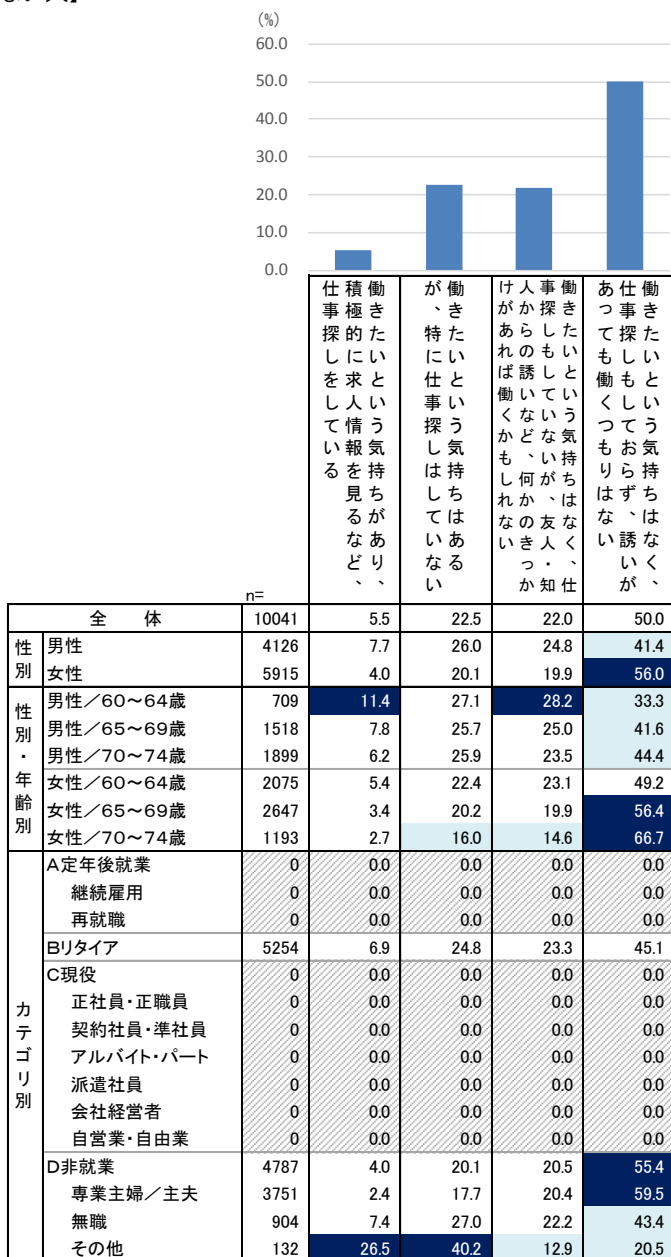 (%)
60.0
50.0
40.0
30.0
20.0
10.0
0.0
働きたいという気持ちがあり、
積極的に求人情報を見るなど、
仕事探しをしている
働きたいという気持ちはある
が、特に仕事探しはしていない
働きたいという気持ちはなく、仕
事探しもしていないが、友人・知
人からの誘いなど、何かのきっか
けがあれば働くかもしれない
働きたいという気持ちはなく、
仕事探しもしておらず、誘いが
あっても働くつもりはない
n=
全 体 10041 5.5 22.5 22.0 50.0
性別
男性 4126 7.7 26.0 24.8 41.4
女性 5915 4.0 20.1 19.9 56.0
性別・年齢別
男性／60～64歳 709 11.4 27.1 28.2 33.3
男性／65～69歳 1518 7.8 25.7 25.0 41.6
男性／70～74歳 1899 6.2 25.9 23.5 44.4
女性／60～64歳 2075 5.4 22.4 23.1 49.2
女性／65～69歳 2647 3.4 20.2 19.9 56.4
女性／70～74歳 1193 2.7 16.0 14.6 66.7
カテゴリ別
A定年後就業 0 0.0 0.0 0.0 0.0
継続雇用 0 0.0 0.0 0.0 0.0
再就職 0 0.0 0.0 0.0 0.0
Bリタイア 5254 6.9 24.8 23.3 45.1
C現役 0 0.0 0.0 0.0 0.0
正社員・正職員 0 0.0 0.0 0.0 0.0
契約社員・準社員 0 0.0 0.0 0.0 0.0
アルバイト・パート 0 0.0 0.0 0.0 0.0
派遣社員 0 0.0 0.0 0.0 0.0
会社経営者 0 0.0 0.0 0.0 0.0
自営業・自由業 0 0.0 0.0 0.0 0.0
D非就業 4787 4.0 20.1 20.5 55.4
専業主婦／主夫 3751 2.4 17.7 20.4 59.5
無職 904 7.4 27.0 22.2 43.4
その他 132 26.5 40.2 12.9 20.5